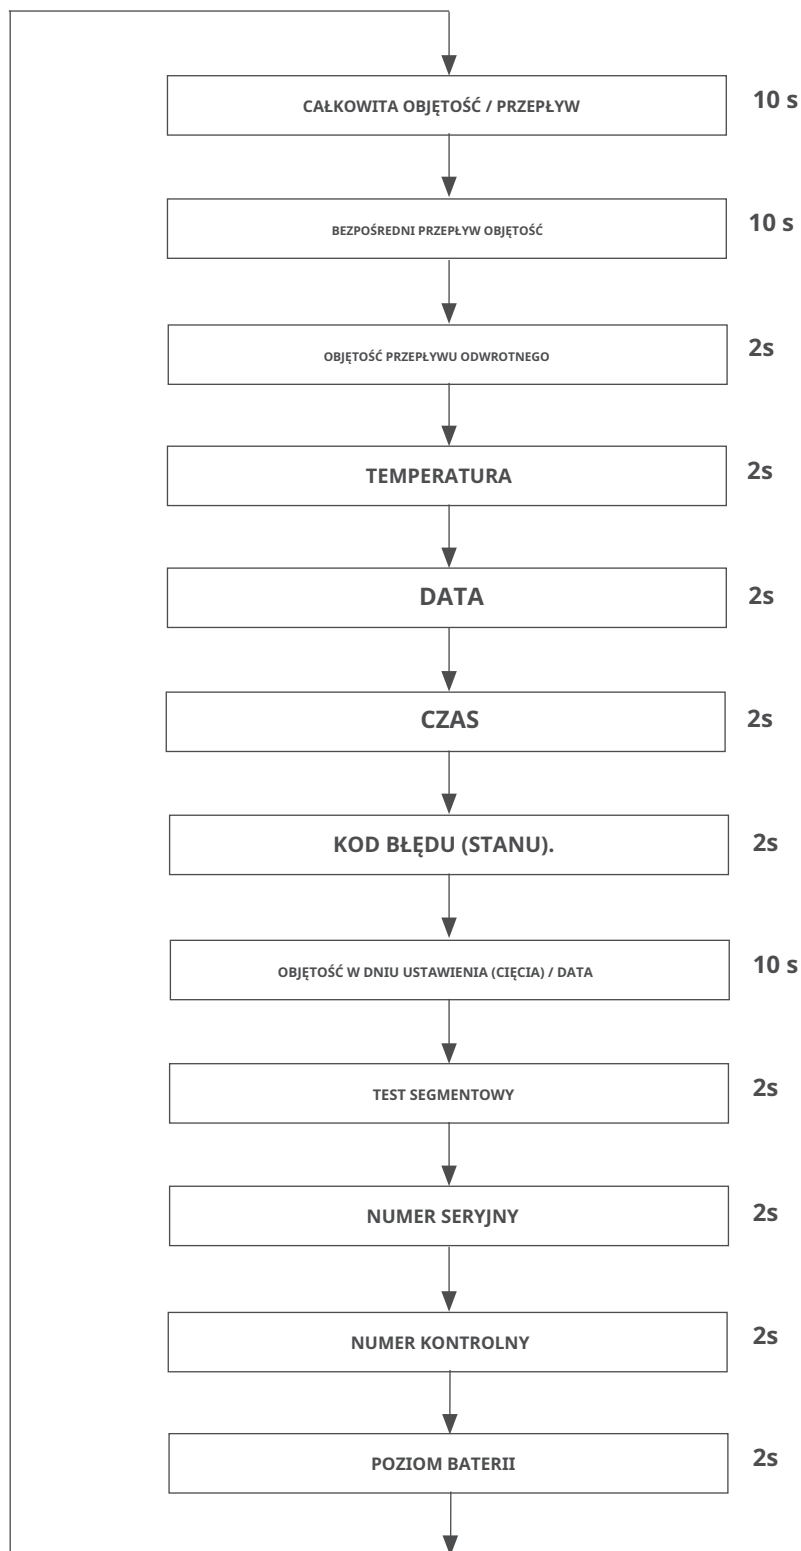 CAŁKOWITA OBJĘTOŚĆ / PRZEPŁYW 10 s
BEZPOŚREDNI PRZEPŁYW OBJĘTOŚĆ 10 s
OBJĘTOŚĆ PRZEPŁYWU ODWROTNEGO 2s
TEMPERATURA 2s
DATA 2s
CZAS 2s
KOD BŁĘDU (STANU). 2s
OBJĘTOŚĆ W DNIU USTAWIENIA (CIĘCIA) / DATA 10 s
TEST SEGMENTOWY 2s
NUMER SERYJNY 2s
NUMER KONTROLNY 2s
POZIOM BATERII 2s